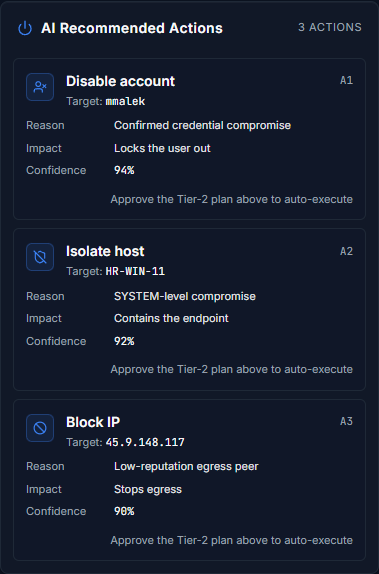 AI Recommended Actions 3 ACTIONS
Disable account A1
Target: mmalek
Reason Confirmed credential compromise
Impact Locks the user out
Confidence 94%
Approve the Tier-2 plan above to auto-execute
Isolate host A2
Target: HR-WIN-11
Reason SYSTEM-level compromise
Impact Contains the endpoint
Confidence 92%
Approve the Tier-2 plan above to auto-execute
Block IP A3
Target: 45.9.148.117
Reason Low-reputation egress peer
Impact Stops egress
Confidence 90%
Approve the Tier-2 plan above to auto-execute